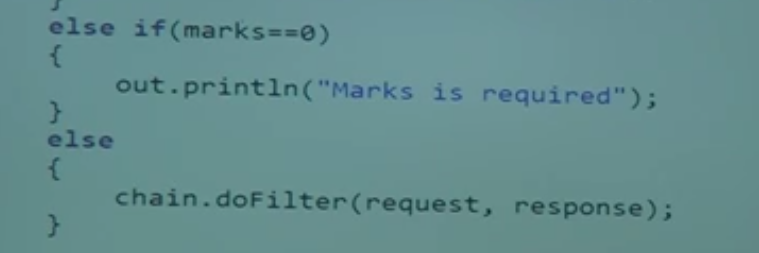 }
else if(marks==0)
{
out.println("Marks is required");
}
else
{
chain.doFilter(request, response);
}